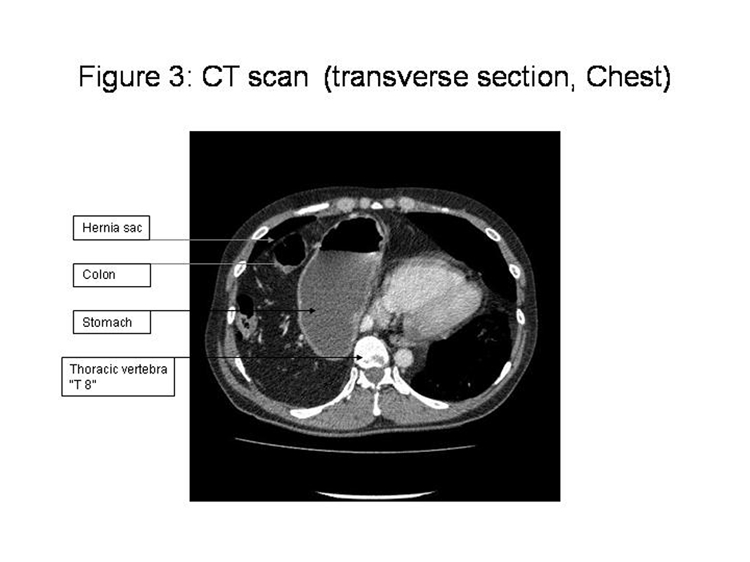 Figure 3: CT scan (transverse section, Chest)
Hernia sac
Colon
Stomach
Thoracic vertebra
"T 8"